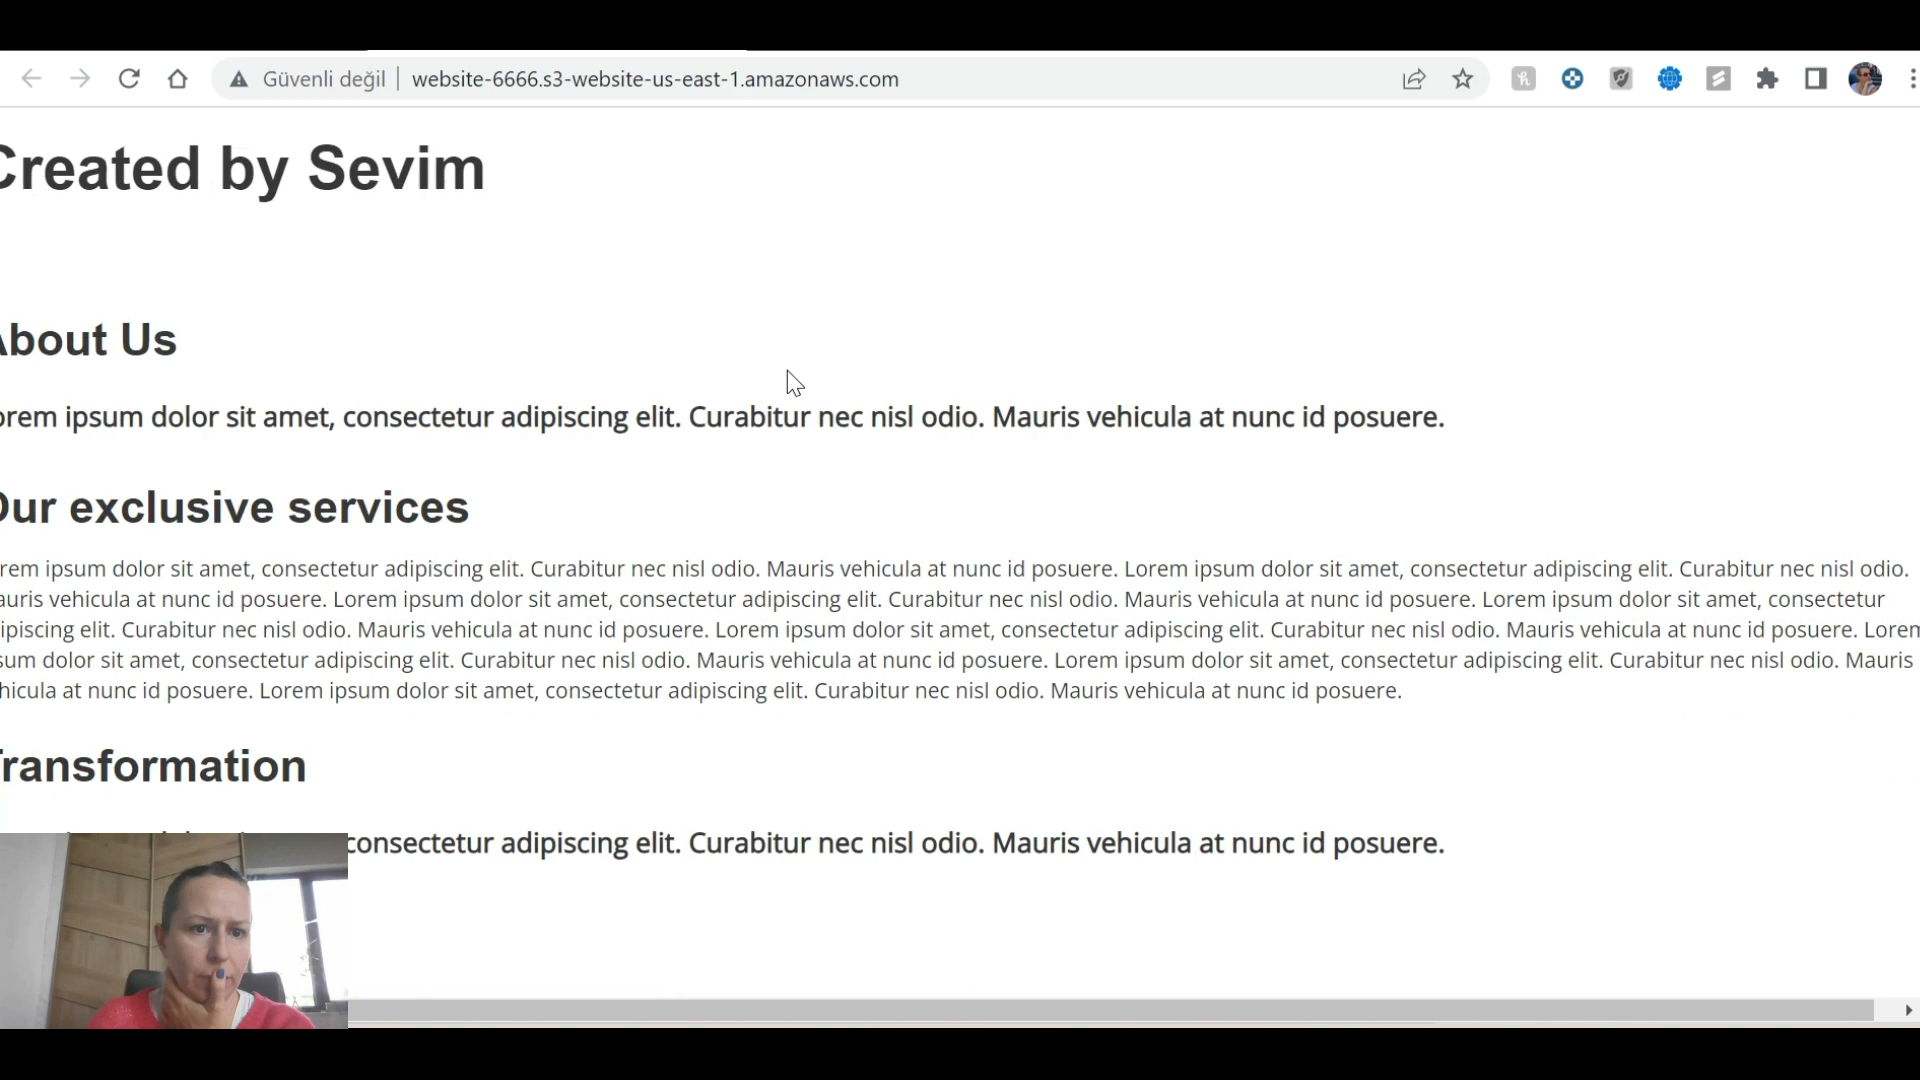 Güvenli değil website-6666.s3-website-us-east-1.amazonaws.com
Created by Sevim
About Us
orem ipsum dolor sit amet, consectetur adipiscing elit. Curabitur nec nisl odio. Mauris vehicula at nunc id posuere.
Our exclusive services
rem ipsum dolor sit amet, consectetur adipiscing elit. Curabitur nec nisl odio. Mauris vehicula at nunc id posuere. Lorem ipsum dolor sit amet, consectetur adipiscing elit. Curabitur nec nisl odio.
auris vehicula at nunc id posuere. Lorem ipsum dolor sit amet, consectetur adipiscing elit. Curabitur nec nisl odio. Mauris vehicula at nunc id posuere. Lorem ipsum dolor sit amet, consectetur
ipiscing elit. Curabitur nec nisl odio. Mauris vehicula at nunc id posuere. Lorem ipsum dolor sit amet, consectetur adipiscing elit. Curabitur nec nisl odio. Mauris vehicula at nunc id posuere. Lorem
sum dolor sit amet, consectetur adipiscing elit. Curabitur nec nisl odio. Mauris vehicula at nunc id posuere. Lorem ipsum dolor sit amet, consectetur adipiscing elit. Curabitur nec nisl odio. Mauris
hicula at nunc id posuere. Lorem ipsum dolor sit amet, consectetur adipiscing elit. Curabitur nec nisl odio. Mauris vehicula at nunc id posuere.
Transformation
consectetur adipiscing elit. Curabitur nec nisl odio. Mauris vehicula at nunc id posuere.